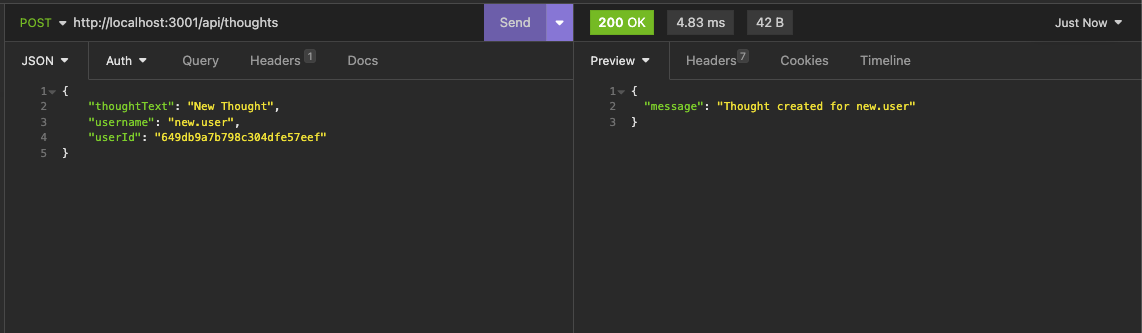 POST http://localhost:3001/api/thoughts Send 200 OK 4.83 ms 42 B Just Now
JSON Auth Query Headers 1 Docs Preview Headers 7 Cookies Timeline
1 {
2 "thoughtText": "New Thought",
3 "username": "new.user",
4 "userId": "649db9a7b798c304dfe57eef"
5 }
1 {
2 "message": "Thought created for new.user"
3 }